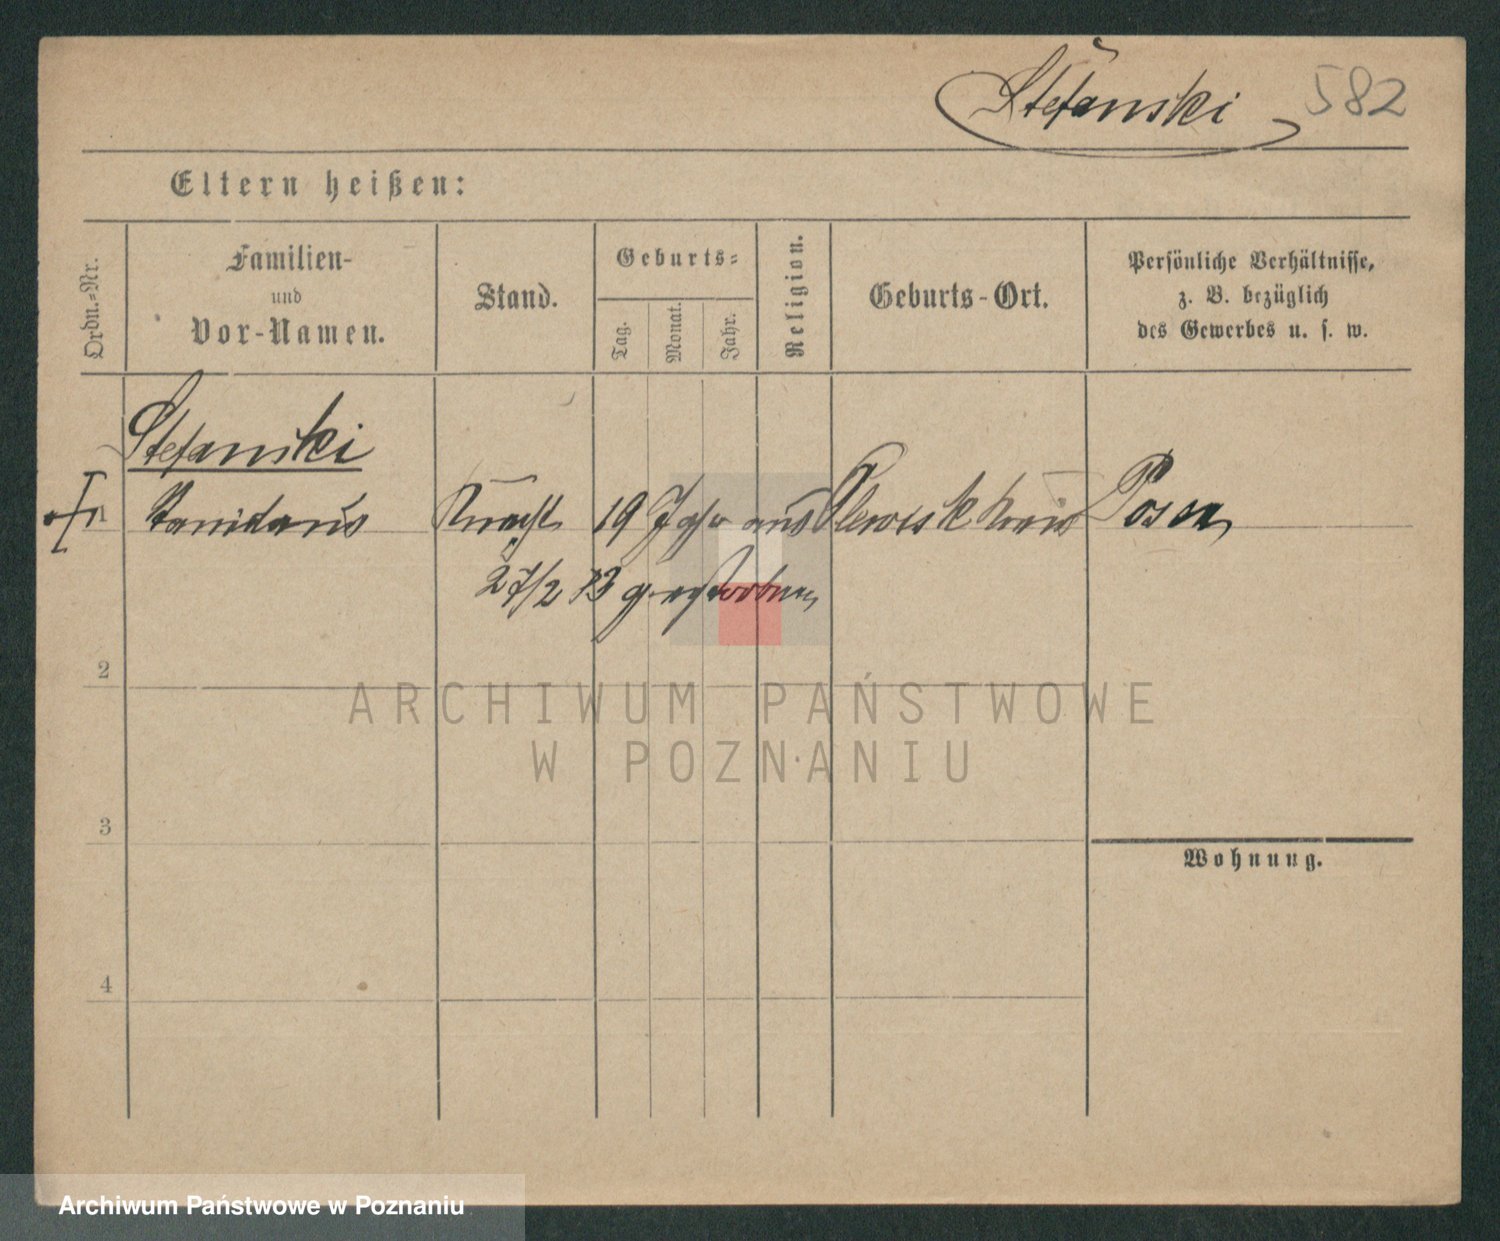 Stefanski 582
Eltern heißen:
Ordn.=Nr.
Familien-
und
Vor-Namen.
Stand.
Geburts=
Tag.
Monat.
Jahr.
Religion.
Geburts-Ort.
Persönliche Verhältnisse,
z. B. bezüglich
des Gewerbes u. s. w.
Stefanski
1 Knecht 19 Jahr aus Plewisk Kreis Posen
27/2 73 gestorben
2
3
4
Wohnung.
ARCHIWUM PAŃSTWOWE
W POZNANIU
Archiwum Państwowe w Poznaniu